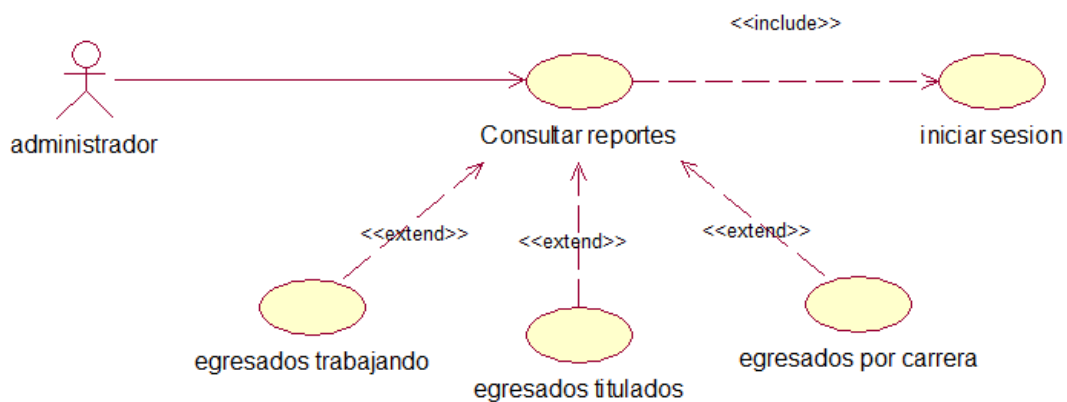 <<include>>
administrador
Consultar reportes
iniciar sesion
<<extend>>
<<extend>>
<<extend>>
egresados trabajando
egresados titulados
egresados por carrera